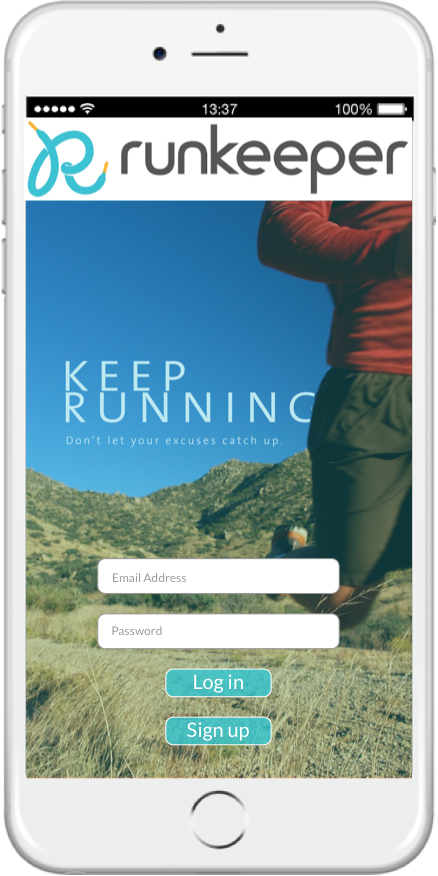 13:37
100%
runkeeper
KEEP
RUNNING
Don't let your excuses catch up.
Email Address
Password
Log in
Sign up